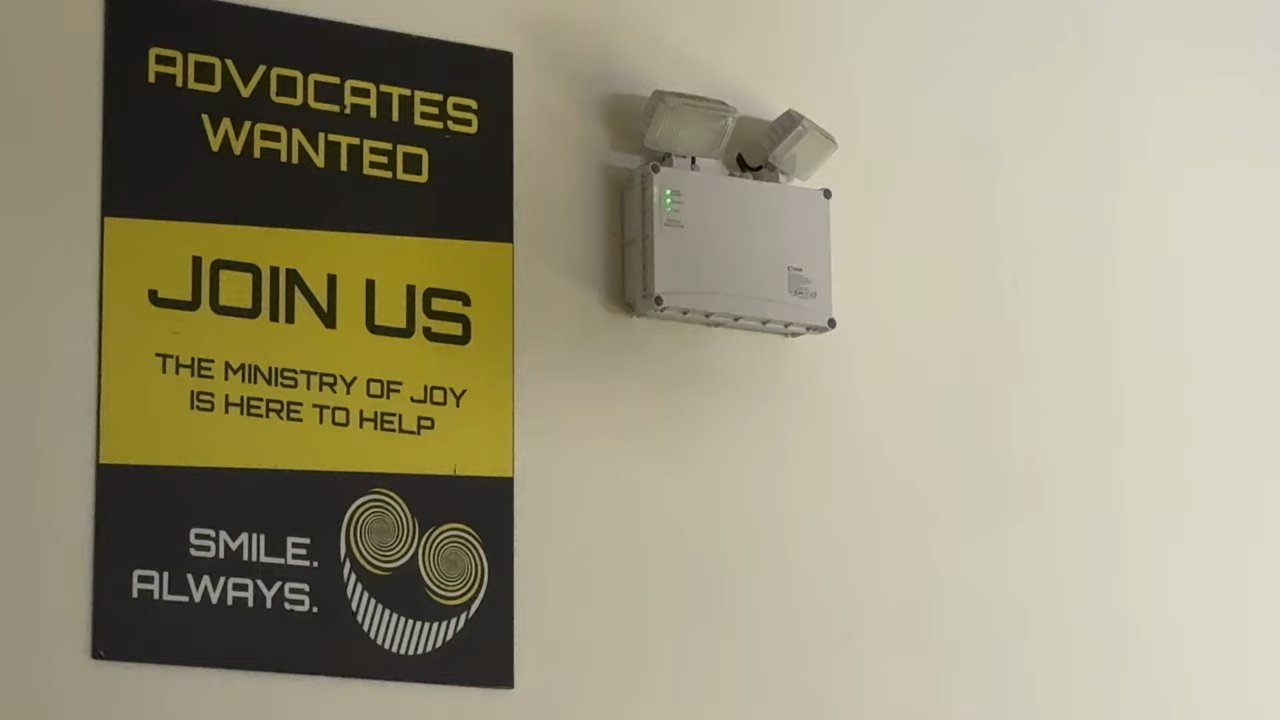 ADVOCATES
WANTED
JOIN US
THE MINISTRY OF JOY
IS HERE TO HELP
SMILE.
ALWAYS.